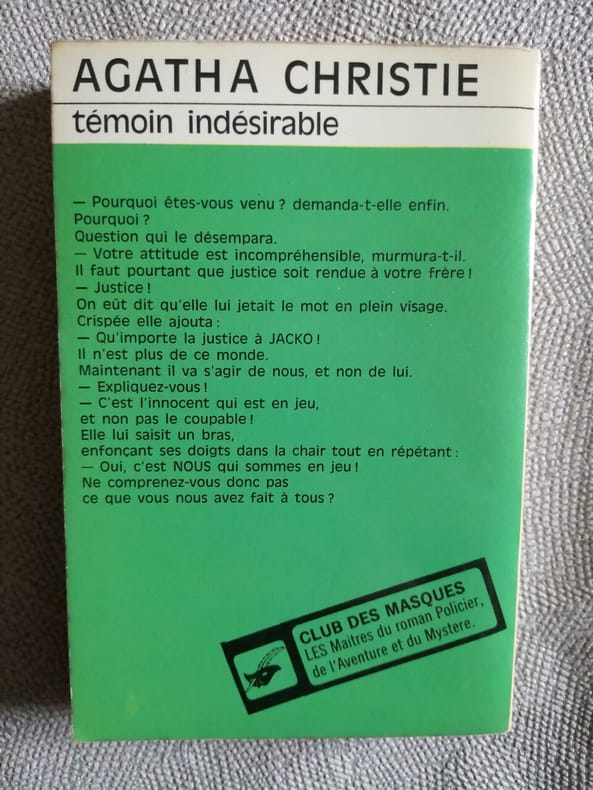 AGATHA CHRISTIE
témoin indésirable
— Pourquoi êtes-vous venu ? demanda-t-elle enfin.
Pourquoi ?
Question qui le désempara.
— Votre attitude est incompréhensible, murmura-t-il.
Il faut pourtant que justice soit rendue à votre frère !
— Justice !
On eût dit qu'elle lui jetait le mot en plein visage.
Crispée elle ajouta :
— Qu'importe la justice à JACKO !
Il n'est plus de ce monde.
Maintenant il va s'agir de nous, et non de lui.
— Expliquez-vous !
— C'est l'innocent qui est en jeu,
et non pas le coupable !
Elle lui saisit un bras,
enfonçant ses doigts dans la chair tout en répétant :
— Oui, c'est NOUS qui sommes en jeu !
Ne comprenez-vous donc pas
ce que vous nous avez fait à tous ?
CLUB DES MASQUES
LES Maitres du roman Policier,
de l'Aventure et du Mystere.